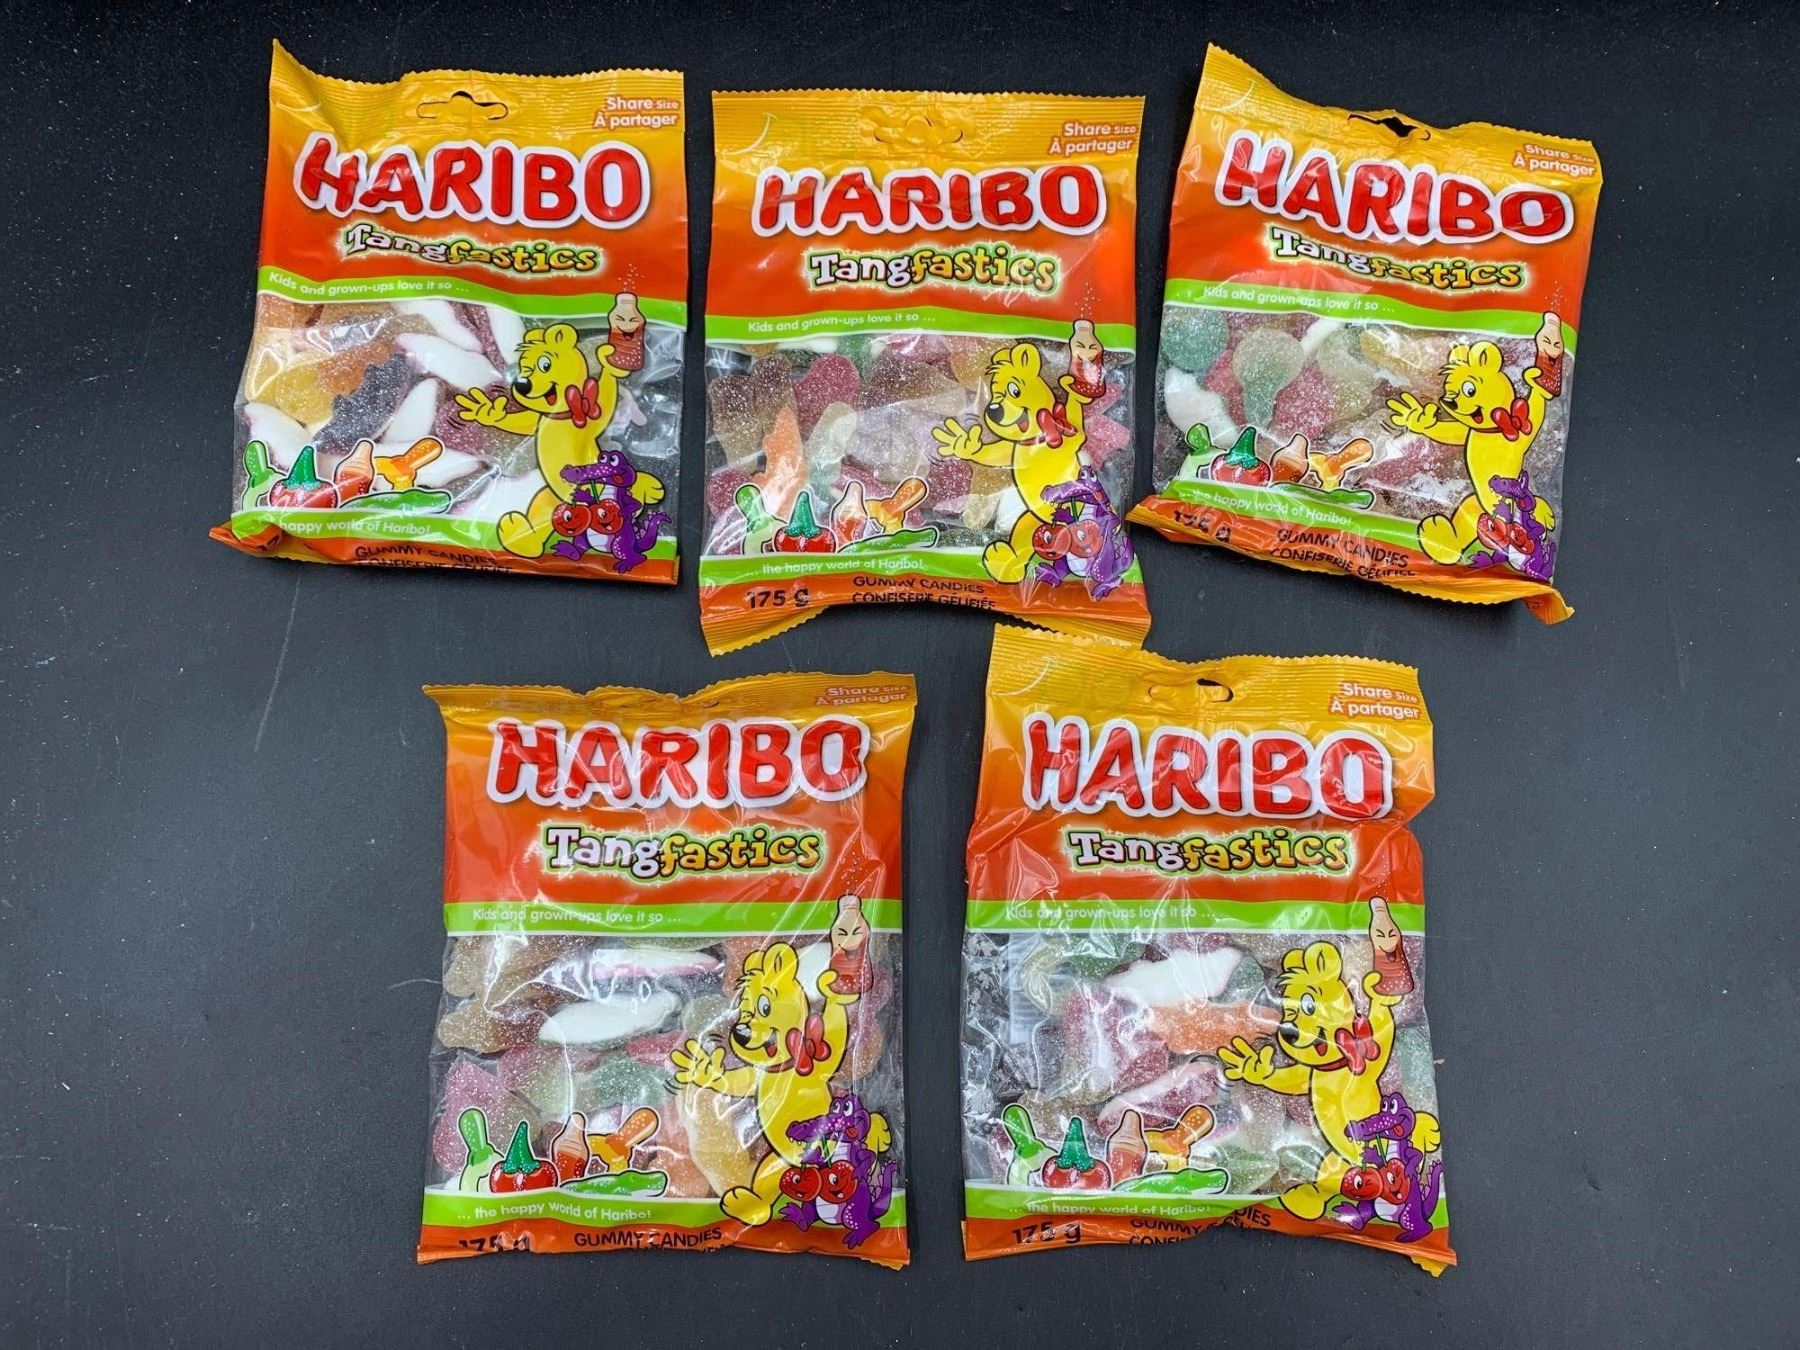 Share Size
À partager
HARIBO
Tangfastics
Kids and grown-ups love it so ...
happy world of Haribo!
GUMMY CANDIES
Share Size
À partager
HARIBO
Tangfastics
Kids and grown-ups love it so ...
... the happy world of Haribo!
175 g
GUMMY CANDIES
CONFISERIE GÉLIFIÉE
Share Size
À partager
HARIBO
Tangfastics
Kids and grown-ups love it so ...
... the happy world of Haribo!
175 g
GUMMY CANDIES
CONFISERIE GÉLIFIÉE
Share Size
À partager
HARIBO
Tangfastics
Kids and grown-ups love it so ...
... the happy world of Haribo!
175 g
GUMMY CANDIES
Share Size
À partager
HARIBO
Tangfastics
Kids and grown-ups love it so ...
... the happy world of Haribo!
175 g
GUMMY